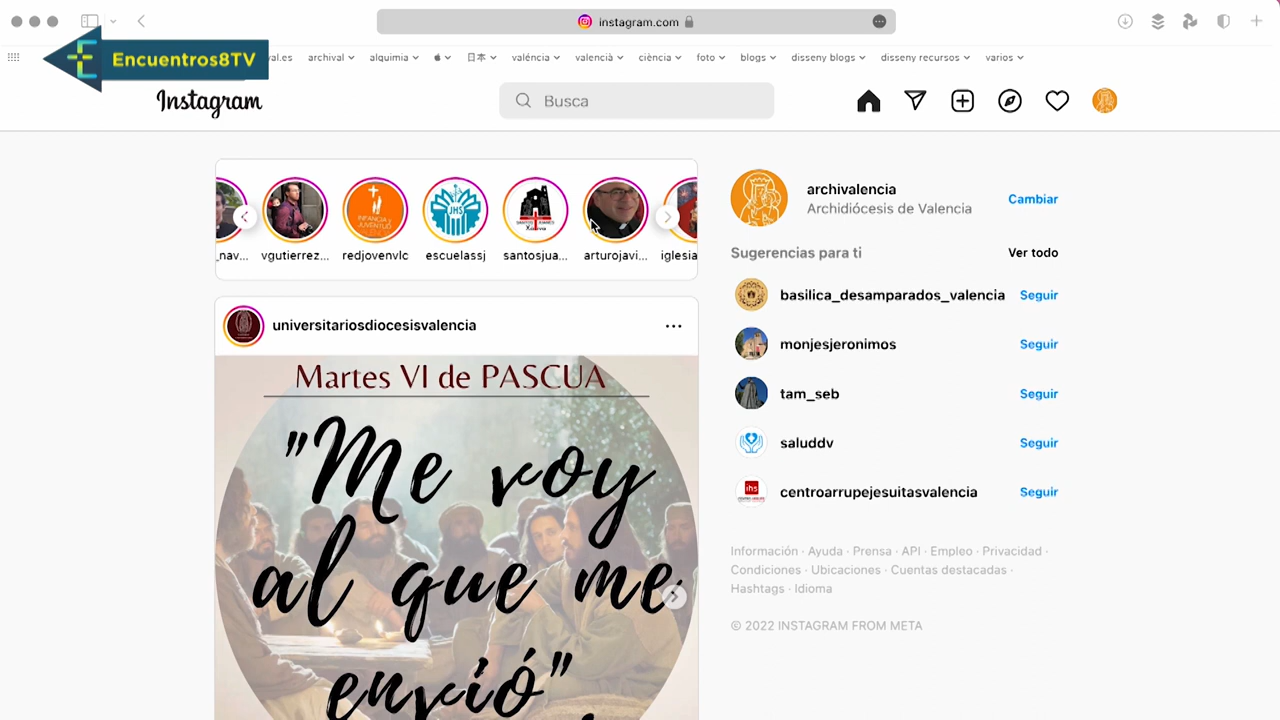 instagram.com
Encuentros8TV
val.es archival alquimia 日本 valéncia valencià ciència foto blogs disseny blogs disseny recursos varios
Instagram
Busca
_nav... vgutierrez... redjovenvlc escuelassj santosjua... arturojavi... iglesia
archivalencia
Archidiócesis de Valencia
Cambiar
Sugerencias para ti
Ver todo
basilica_desamparados_valencia Seguir
monjesjeronimos Seguir
tam_seb Seguir
saluddv Seguir
centroarrupejesuitasvalencia Seguir
Información · Ayuda · Prensa · API · Empleo · Privacidad ·
Condiciones · Ubicaciones · Cuentas destacadas ·
Hashtags · Idioma
© 2022 INSTAGRAM FROM META
universitariosdiocesisvalencia
Martes VI de PASCUA
"Me voy
al que me
envió"